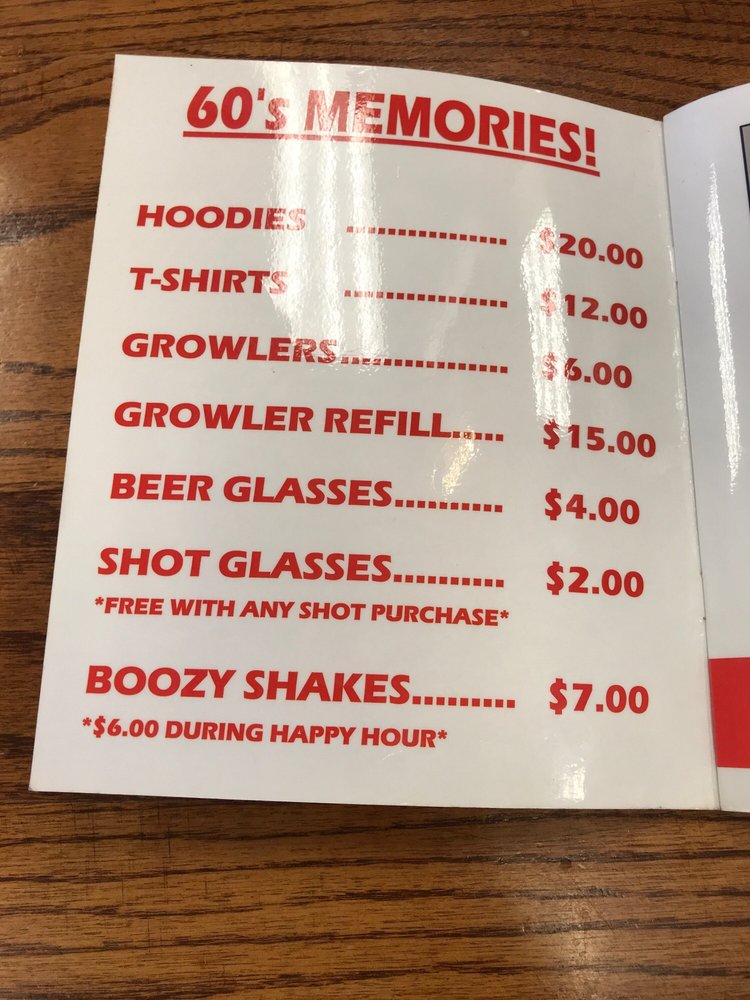 60's MEMORIES!
HOODIES ................ $20.00
T-SHIRTS ................ $12.00
GROWLERS................ $6.00
GROWLER REFILL..... $15.00
BEER GLASSES.......... $4.00
SHOT GLASSES.......... $2.00
*FREE WITH ANY SHOT PURCHASE*
BOOZY SHAKES......... $7.00
*$6.00 DURING HAPPY HOUR*